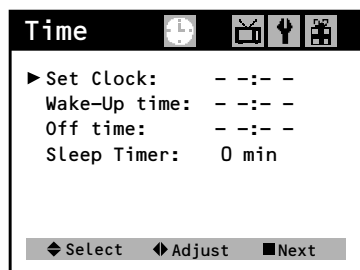 Time
Set Clock: – –:– –
Wake–Up time: – –:– –
Off time: – –:– –
Sleep Timer: 0 min
Select Adjust Next